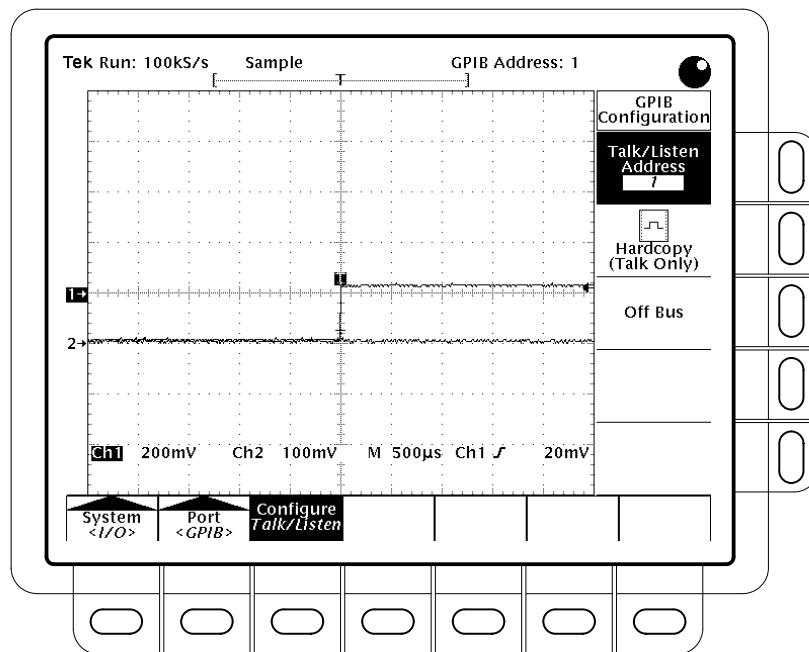 Tek Run: 100kS/s Sample GPIB Address: 1
[ T ]
GPIB
Configuration
Talk/Listen
Address
1
Hardcopy
(Talk Only)
Off Bus
T
1→
2→
Ch1 200mV Ch2 100mV M 500µs Ch1 20mV
System
<I/O>
Port
<GPIB>
Configure
Talk/Listen